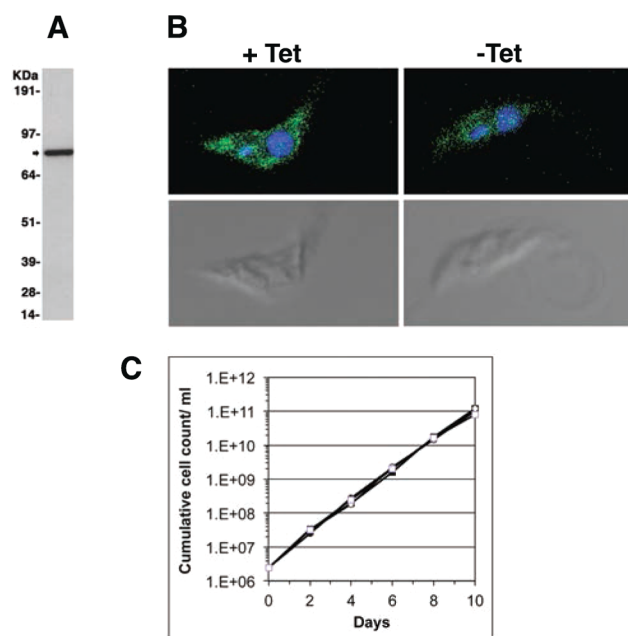 A
KDa
191-
97-
64-
51-
39-
28-
14-
B
+ Tet
-Tet
C
1.E+12
1.E+11
1.E+10
1.E+09
1.E+08
1.E+07
1.E+06
Cumulative cell count/ ml
0 2 4 6 8 10
Days